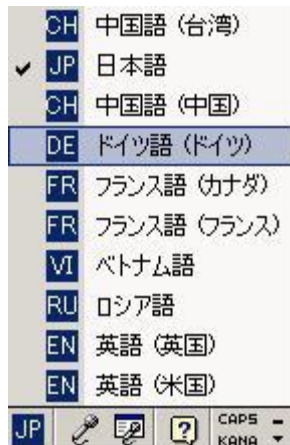 CH 中国語 (台湾)
JP 日本語
CH 中国語 (中国)
DE ドイツ語 (ドイツ)
FR フランス語 (カナダ)
FR フランス語 (フランス)
VI ベトナム語
RU ロシア語
EN 英語 (英国)
EN 英語 (米国)
JP ? CAPS
KANA